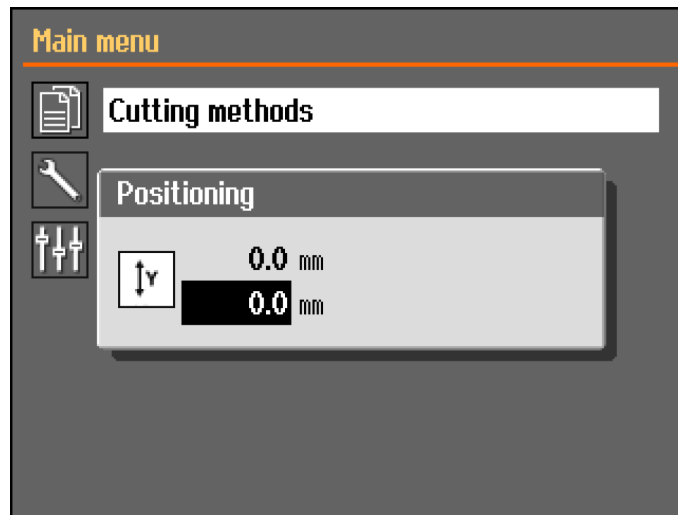 Main menu
Cutting methods
Positioning
Y 0.0 mm
0.0 mm